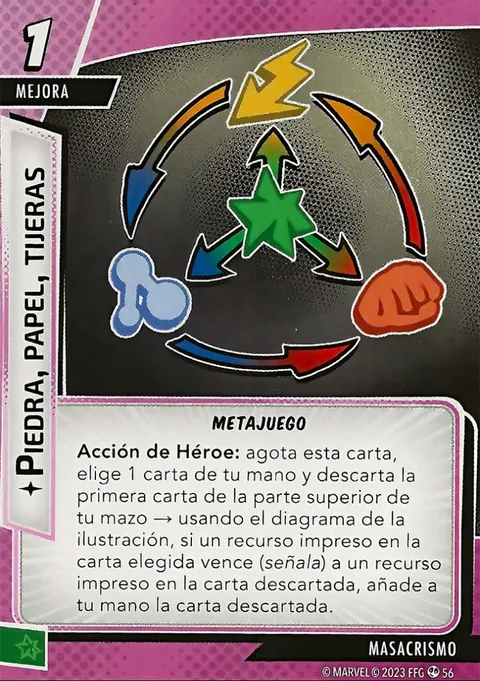 1
MEJORA
PIEDRA, PAPEL, TIJERAS
METAJUEGO
Acción de Héroe: agota esta carta,
elige 1 carta de tu mano y descarta la
primera carta de la parte superior de
tu mazo → usando el diagrama de la
ilustración, si un recurso impreso en la
carta elegida vence (señala) a un recurso
impreso en la carta descartada, añade a
tu mano la carta descartada.
MASACRISMO
© MARVEL © 2023 FFG 56